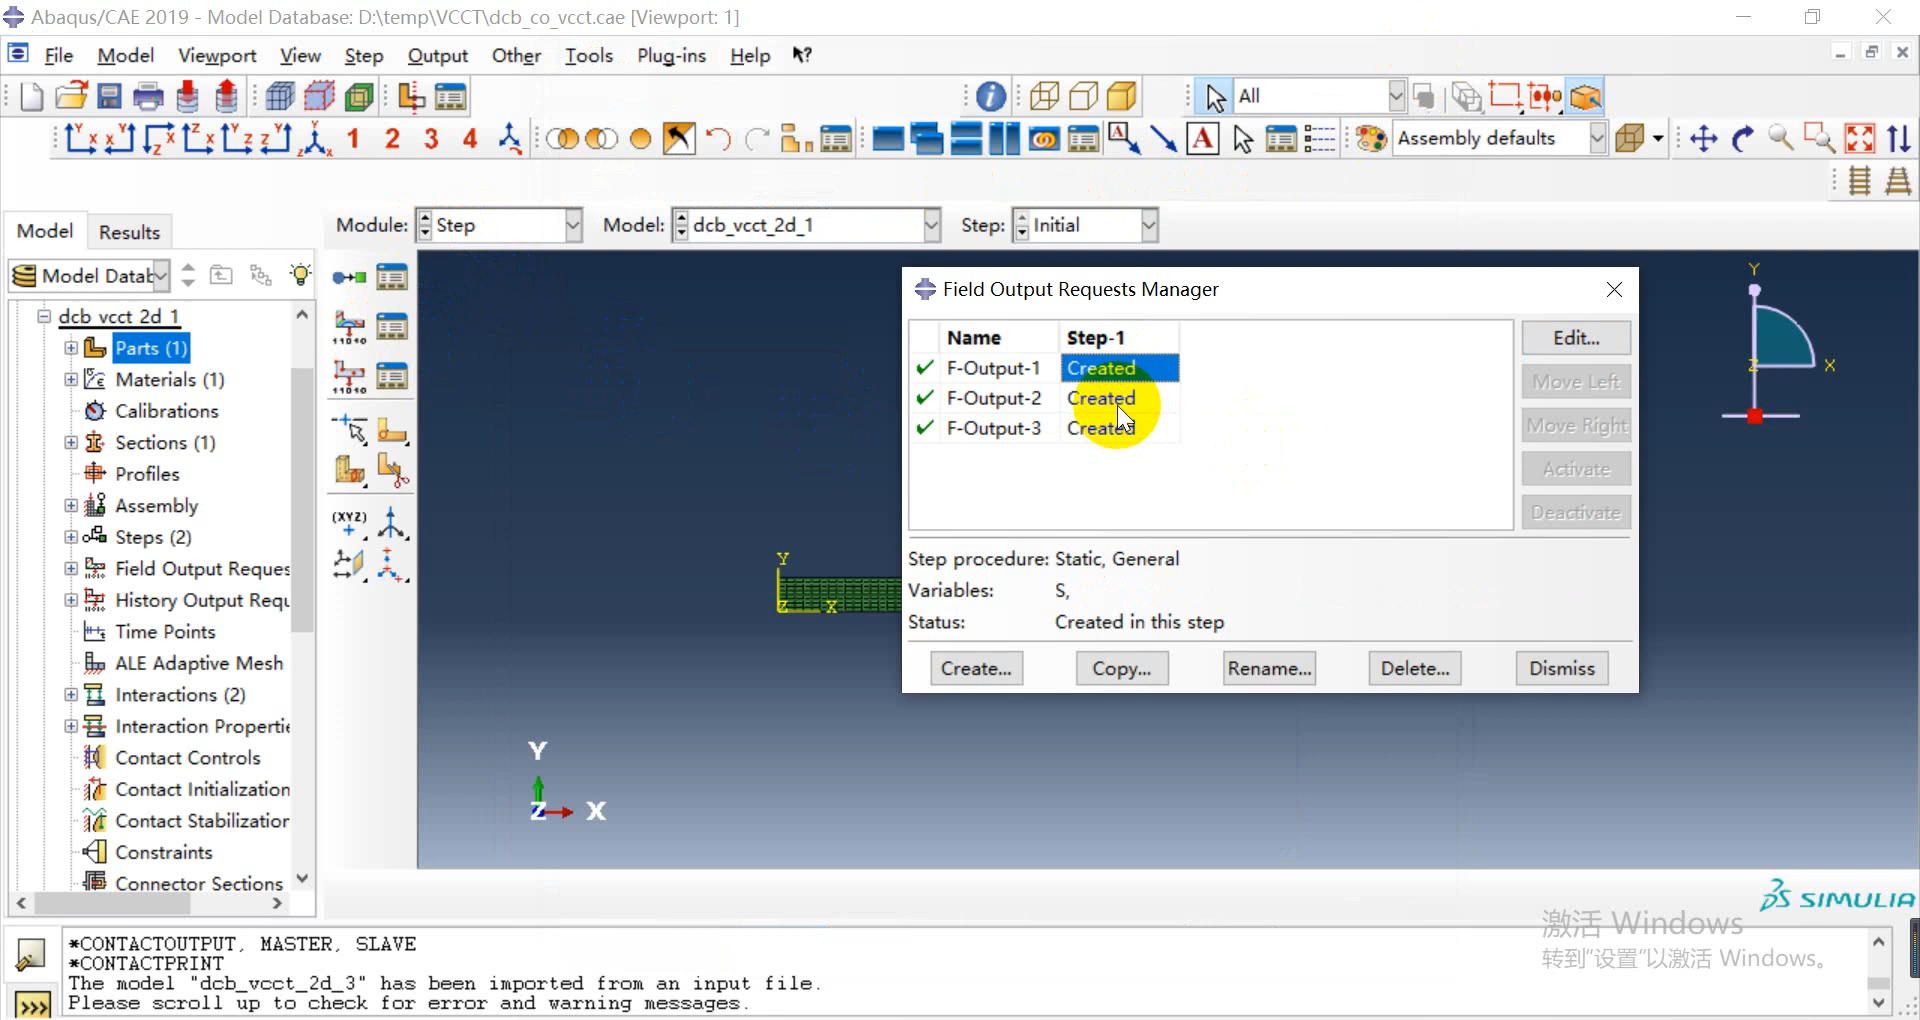 Abaqus/CAE 2019 - Model Database: D:\temp\VCCT\dcb_co_vcct.cae [Viewport: 1]
File Model Viewport View Step Output Other Tools Plug-ins Help
All
1 2 3 4 Assembly defaults
Module: Step Model: dcb_vcct_2d_1 Step: Initial
Model Results
Model Datab
dcb_vcct_2d_1
Parts (1)
Materials (1)
Calibrations
Sections (1)
Profiles
Assembly
Steps (2)
Field Output Reques
History Output Requ
Time Points
ALE Adaptive Mesh
Interactions (2)
Interaction Properti
Contact Controls
Contact Initialization
Contact Stabilization
Constraints
Connector Sections
(XYZ)
Field Output Requests Manager
Name Step-1
F-Output-1 Created
F-Output-2 Created
F-Output-3 Created
Edit...
Move Left
Move Right
Activate
Deactivate
Step procedure: Static, General
Variables: S,
Status: Created in this step
Create... Copy... Rename... Delete... Dismiss
Y
Z X
Y
Z X
Y
Z X
SIMULIA
激活 Windows
转到"设置"以激活 Windows。
*CONTACTOUTPUT, MASTER, SLAVE
*CONTACTPRINT
The model "dcb_vcct_2d_3" has been imported from an input file.
Please scroll up to check for error and warning messages.